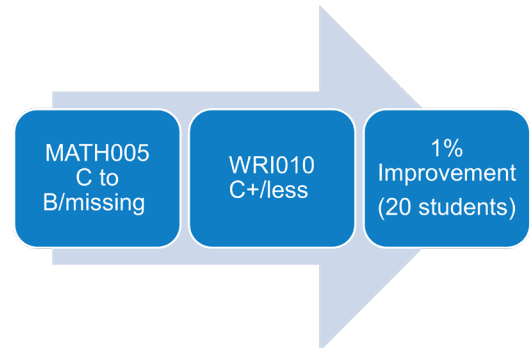 MATH005
C to
B/missing
WRI010
C+/less
1%
Improvement
(20 students)